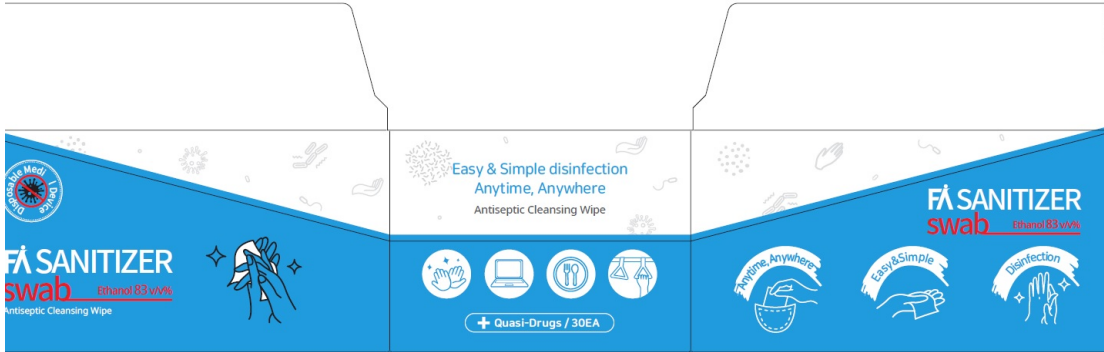 Disposable Medi l Device
FA SANITIZER
swab Ethanol 83 v/v%
Antiseptic Cleansing Wipe
Easy & Simple disinfection
Anytime, Anywhere
Antiseptic Cleansing Wipe
+ Quasi-Drugs / 30EA
FA SANITIZER
swab Ethanol 83 v/v%
Anytime, Anywhere
Easy&Simple
Disinfection